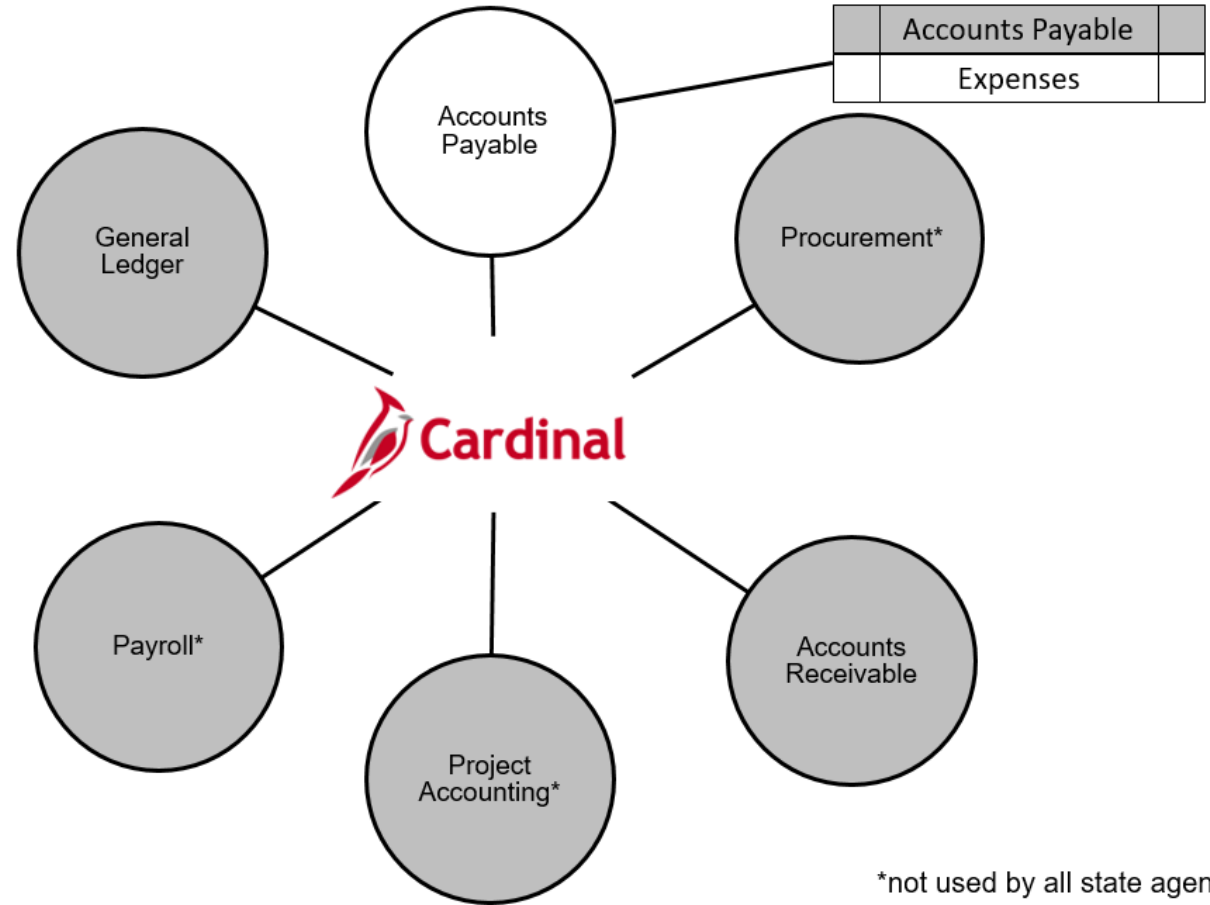 Accounts Payable
Expenses
Accounts
Payable
General
Ledger
Procurement*
Cardinal
Payroll*
Accounts
Receivable
Project
Accounting*
*not used by all state agen